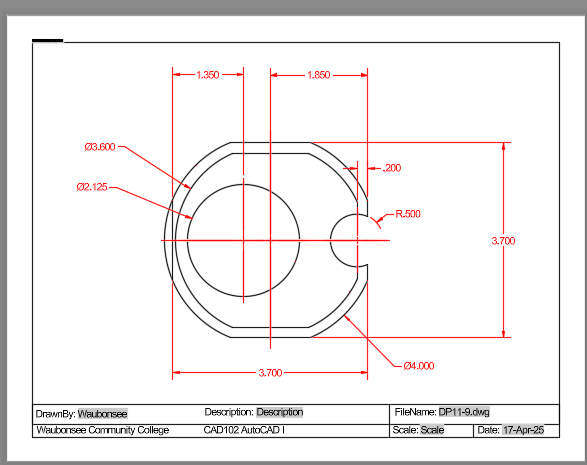 1.350
1.850
Ø3.600
.200
Ø2.125
R.500
3.700
Ø4.000
3.700
DrawnBy: Waubonsee
Description: Description
FileName: DP11-9.dwg
Waubonsee Community College
CAD102 AutoCAD I
Scale: Scale
Date: 17-Apr-25